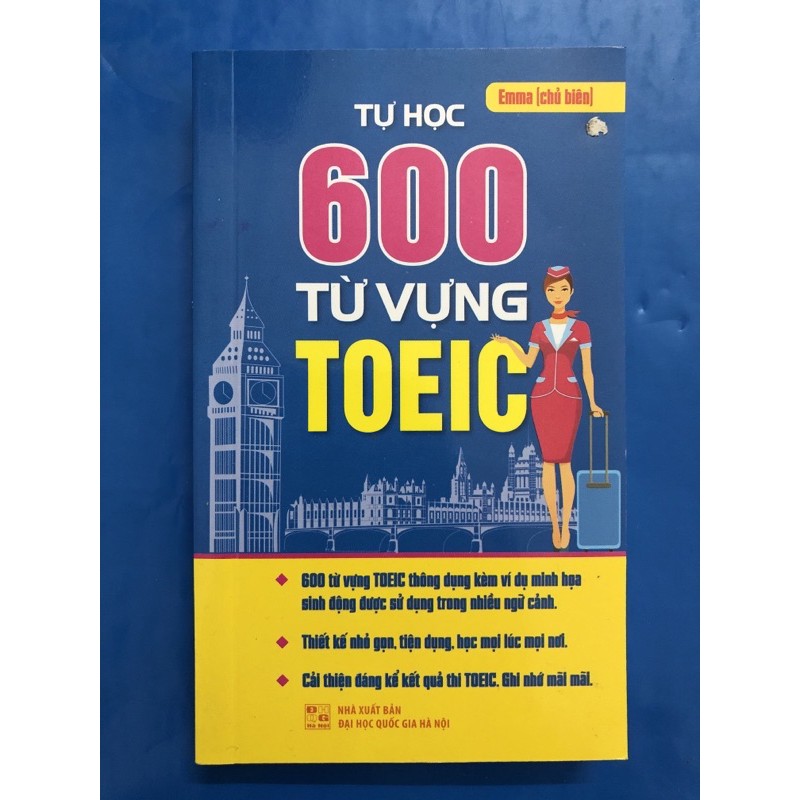 Emma (chủ biên)
TỰ HỌC
600
TỪ VỰNG
TOEIC
600 từ vựng TOEIC thông dụng kèm ví dụ minh họa
sinh động được sử dụng trong nhiều ngữ cảnh.
Thiết kế nhỏ gọn, tiện dụng, học mọi lúc mọi nơi.
Cải thiện đáng kể kết quả thi TOEIC. Ghi nhớ mãi mãi.
NHÀ XUẤT BẢN
ĐẠI HỌC QUỐC GIA HÀ NỘI
Hà Nội